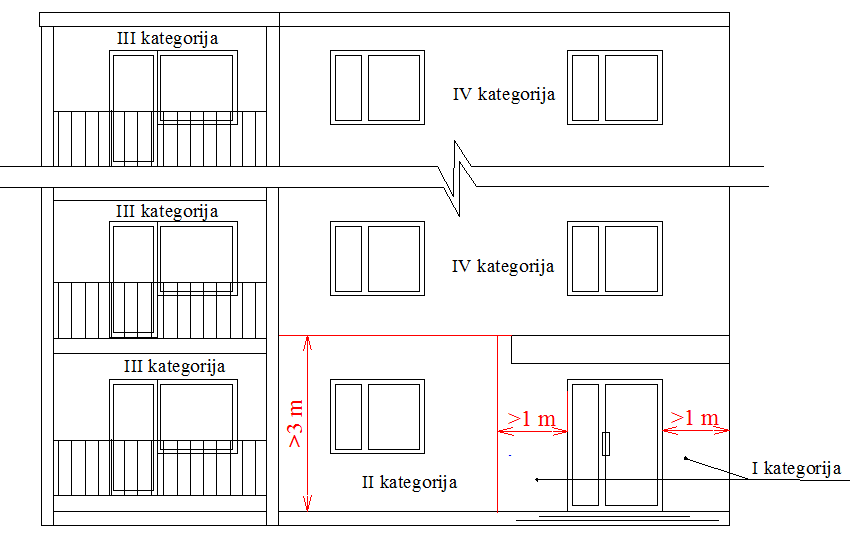 III kategorija
IV kategorija
III kategorija
IV kategorija
III kategorija
>3 m
>1 m
>1 m
II kategorija
I kategorija